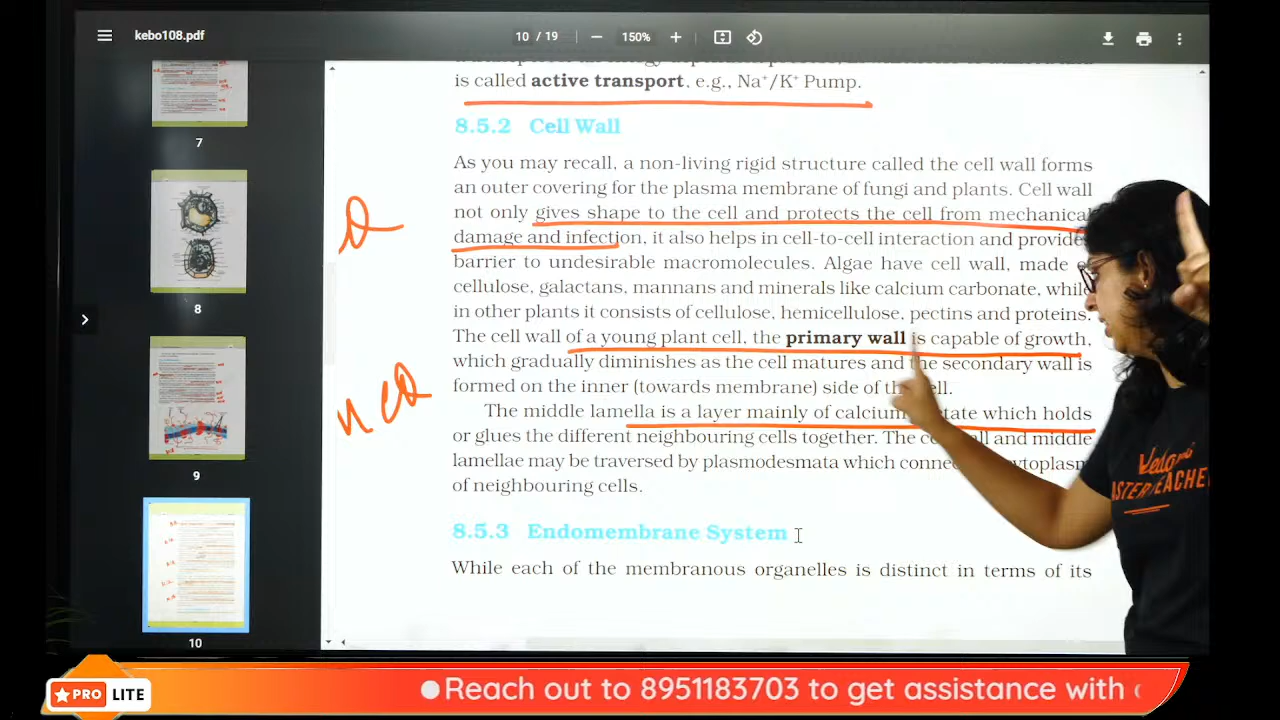 kebo108.pdf
10 / 19
150%
is called active transport, e.g., Na⁺/K⁺ Pump.
8.5.2 Cell Wall
As you may recall, a non-living rigid structure called the cell wall forms
an outer covering for the plasma membrane of fungi and plants. Cell wall
not only gives shape to the cell and protects the cell from mechanical
damage and infection, it also helps in cell-to-cell interaction and provides
barrier to undesirable macromolecules. Algae have cell wall, made
cellulose, galactans, mannans and minerals like calcium carbonate, while
in other plants it consists of cellulose, hemicellulose, pectins and proteins.
The cell wall of a young plant cell, the primary wall is capable of growth,
which gradually diminishes as the cell matures and the secondary wall is
formed on the inner (towards membrane) side of cell.
The middle lamella is a layer mainly of calcium which holds
or glues the different neighbouring cells together. The and middle
lamellae may be traversed by plasmodesmata which connect
of neighbouring cells.
8.5.3 Endomembrane System
While each of the membranous organelles is distinct in terms of its
7
8
9
10
Vedantu
MASTERTEACHER
PRO LITE
Reach out to 8951183703 to get assistance with